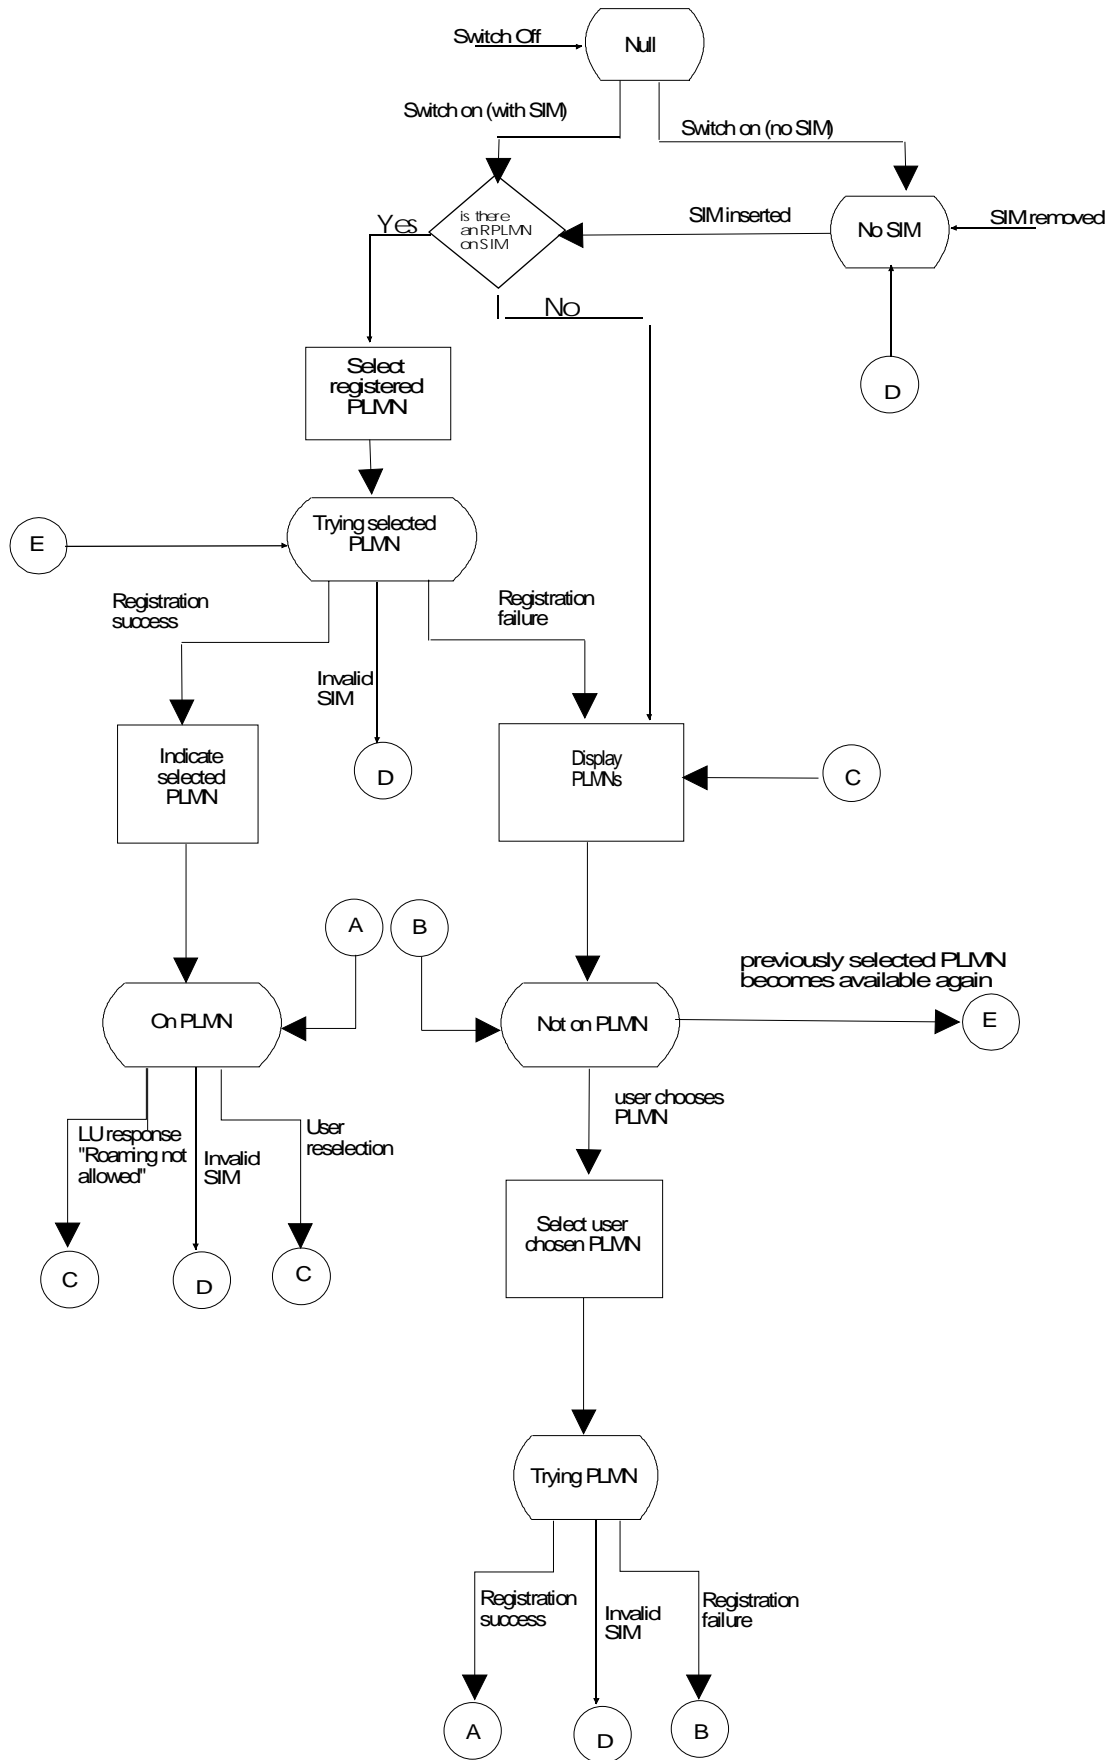 Switch Off
Null
Switch on (with SIM)
Switch on (no SIM)
is there
an RPLMN
on SIM
Yes
SIM inserted
No SIM
SIM removed
No
D
Select
registered
PLMN
Trying selected
PLMN
E
Registration
success
Invalid
SIM
Registration
failure
Indicate
selected
PLMN
D
Display
PLMNs
C
A
B
previously selected PLMN
becomes available again
On PLMN
Not on PLMN
E
LU response
"Roaming not
allowed"
Invalid
SIM
User
reselection
user chooses
PLMN
C
D
C
Select user
chosen PLMN
Trying PLMN
Registration
success
Invalid
SIM
Registration
failure
A
D
B